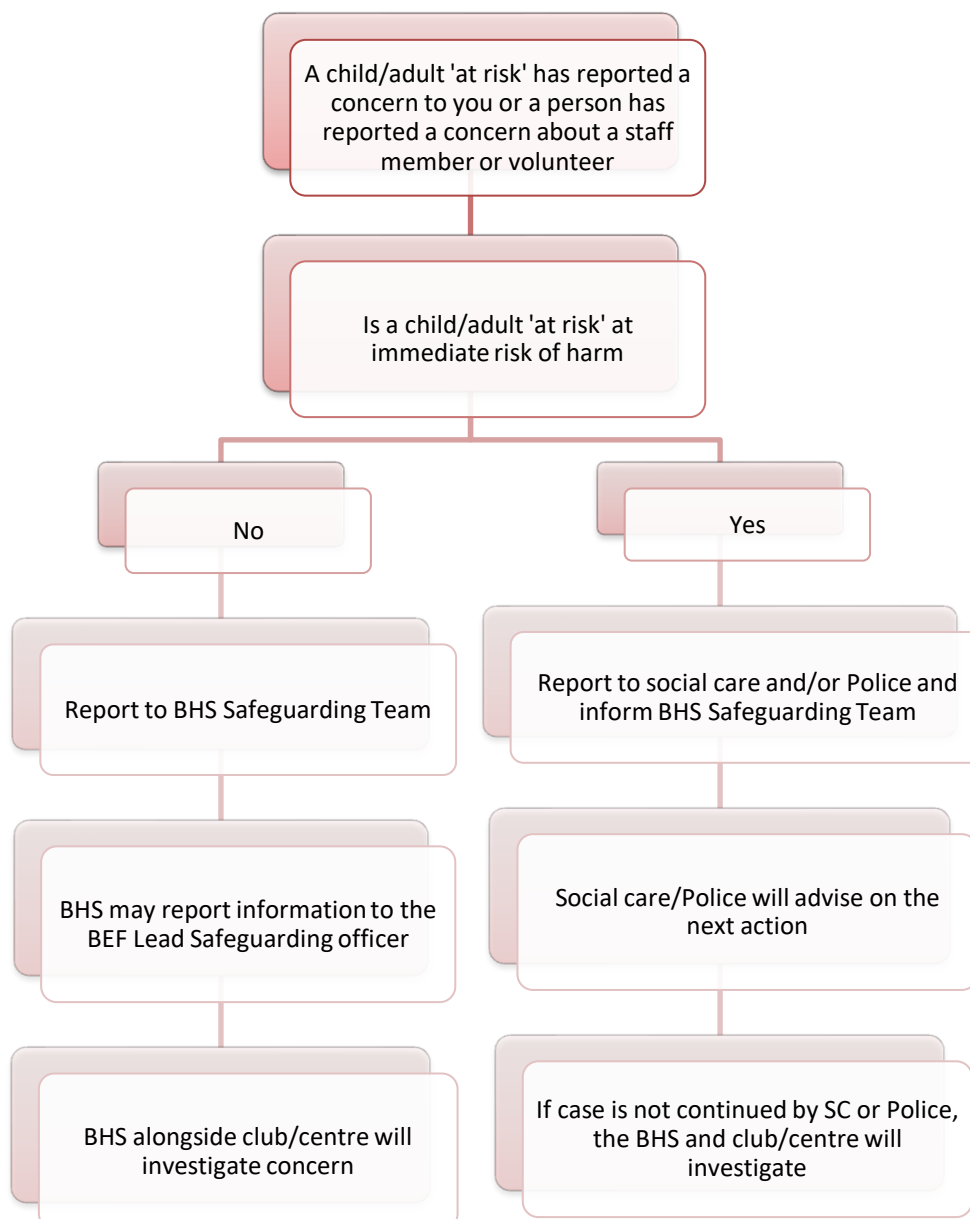 A child/adult 'at risk' has reported a
concern to you or a person has
reported a concern about a staff
member or volunteer
Is a child/adult 'at risk' at
immediate risk of harm
No
Yes
Report to BHS Safeguarding Team
Report to social care and/or Police and
inform BHS Safeguarding Team
BHS may report information to the
BEF Lead Safeguarding officer
Social care/Police will advise on the
next action
BHS alongside club/centre will
investigate concern
If case is not continued by SC or Police,
the BHS and club/centre will
investigate